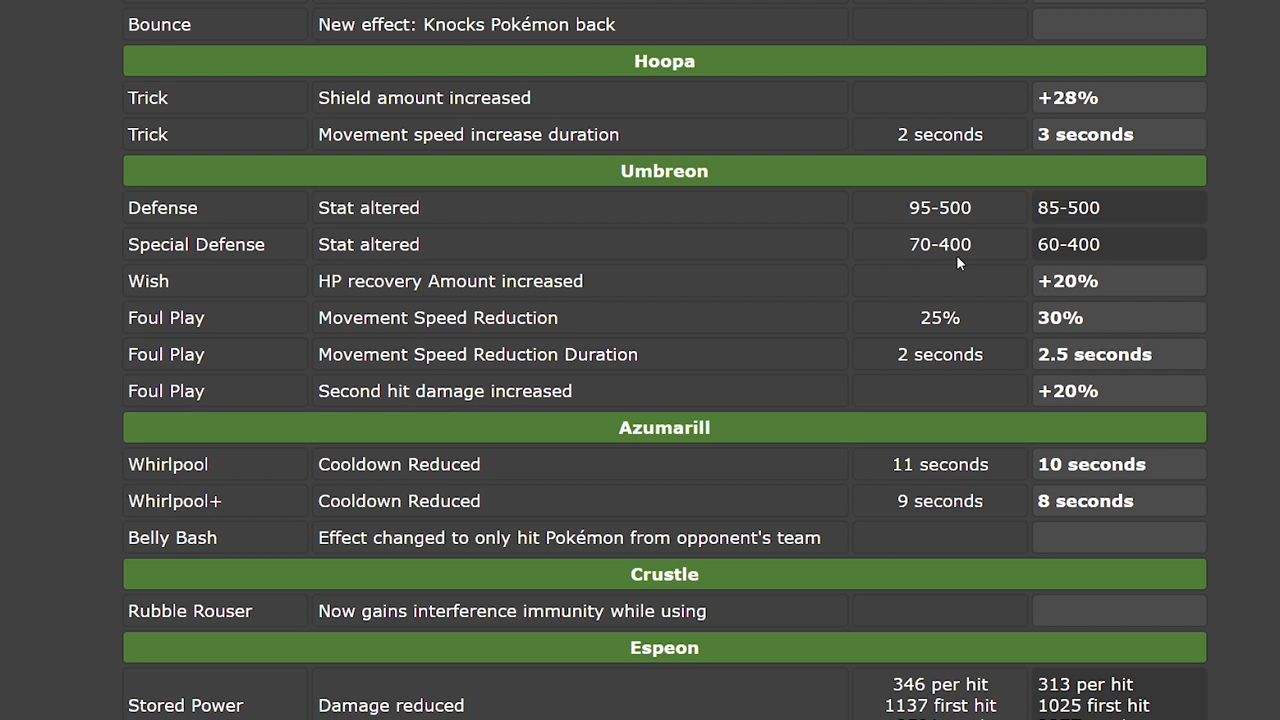 Bounce New effect: Knocks Pokémon back
Hoopa
Trick Shield amount increased +28%
Trick Movement speed increase duration 2 seconds 3 seconds
Umbreon
Defense Stat altered 95-500 85-500
Special Defense Stat altered 70-400 60-400
Wish HP recovery Amount increased +20%
Foul Play Movement Speed Reduction 25% 30%
Foul Play Movement Speed Reduction Duration 2 seconds 2.5 seconds
Foul Play Second hit damage increased +20%
Azumarill
Whirlpool Cooldown Reduced 11 seconds 10 seconds
Whirlpool+ Cooldown Reduced 9 seconds 8 seconds
Belly Bash Effect changed to only hit Pokémon from opponent's team
Crustle
Rubble Rouser Now gains interference immunity while using
Espeon
346 per hit 313 per hit
Stored Power Damage reduced 1137 first hit 1025 first hit